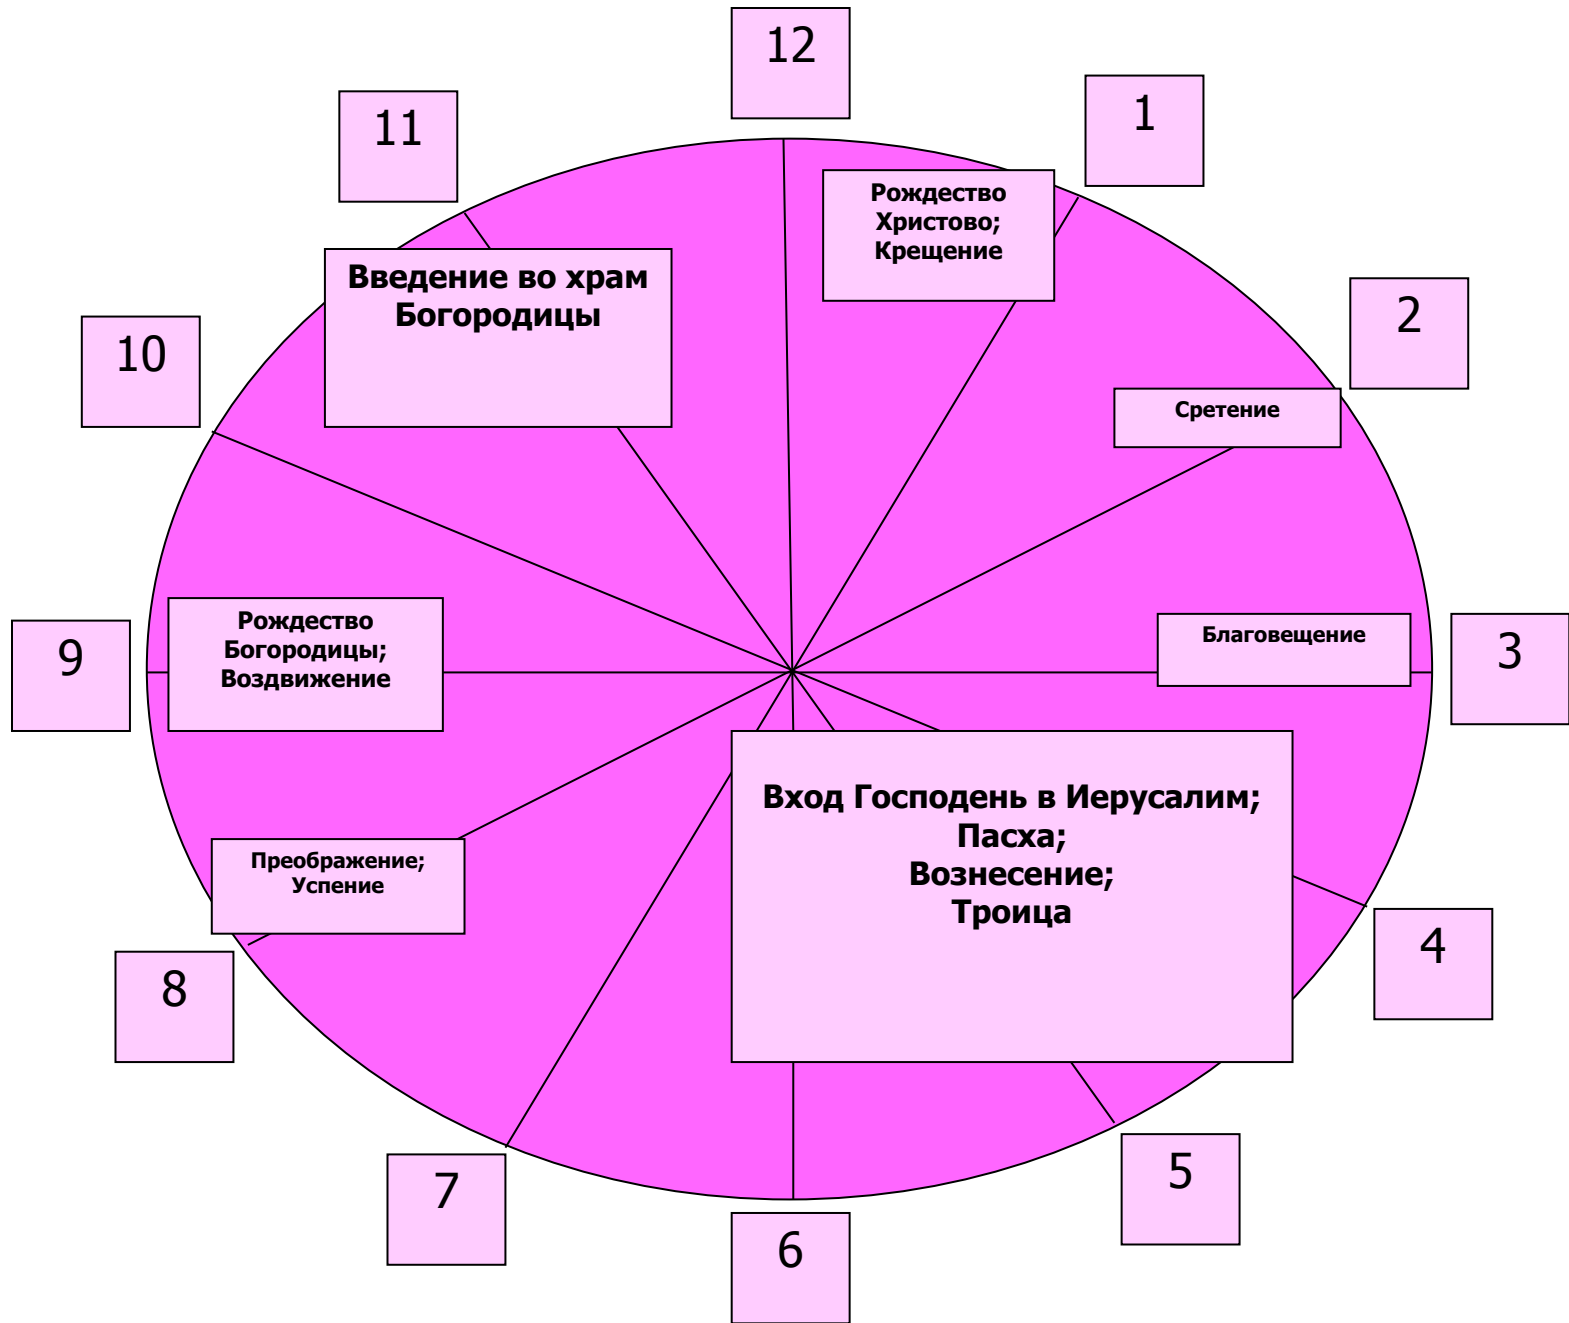 12
1
11
Рождество
Христово;
Крещение
Введение во храм
Богородицы
2
10
Сретение
9
Рождество
Богородицы;
Воздвижение
Благовещение
3
Вход Господень в Иерусалим;
Пасха;
Вознесение;
Троица
Преображение;
Успение
4
8
5
7
6